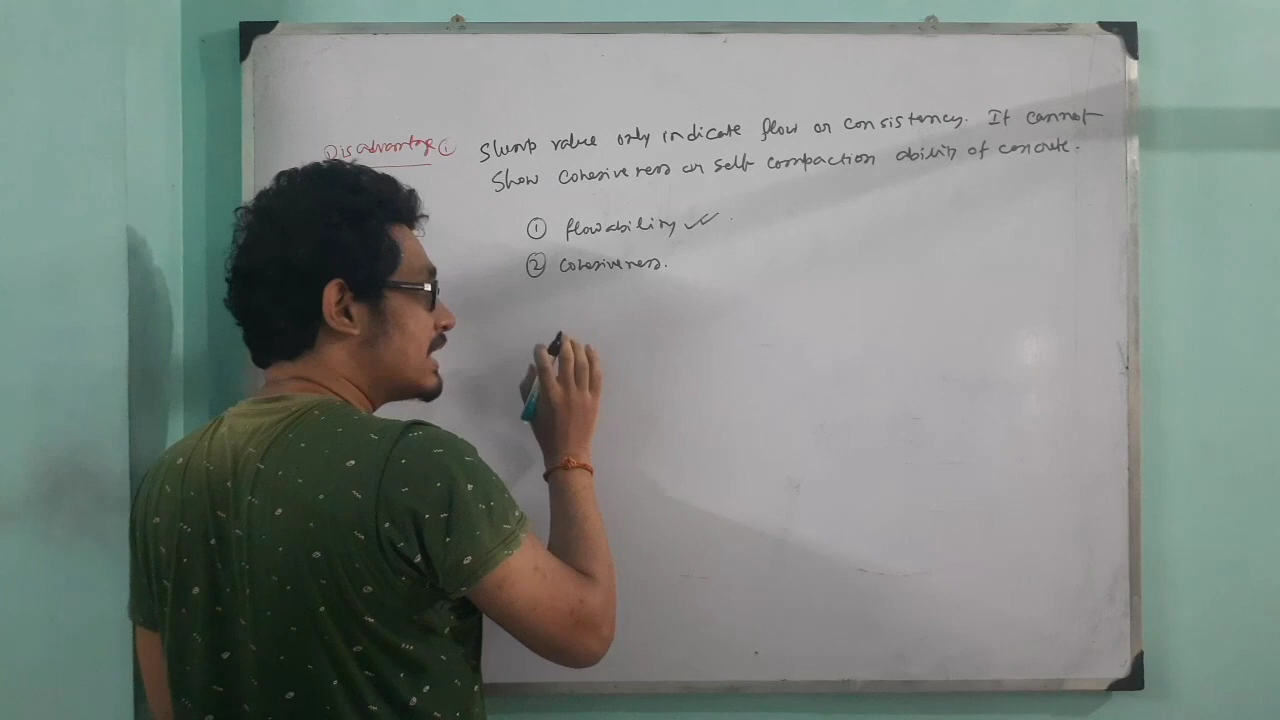 Disadvantage ① Slump value only indicate flow or consistency. It cannot
Show Cohesiveness or self compaction ability of concrete.
① flowability ✓
② Cohesiveness.